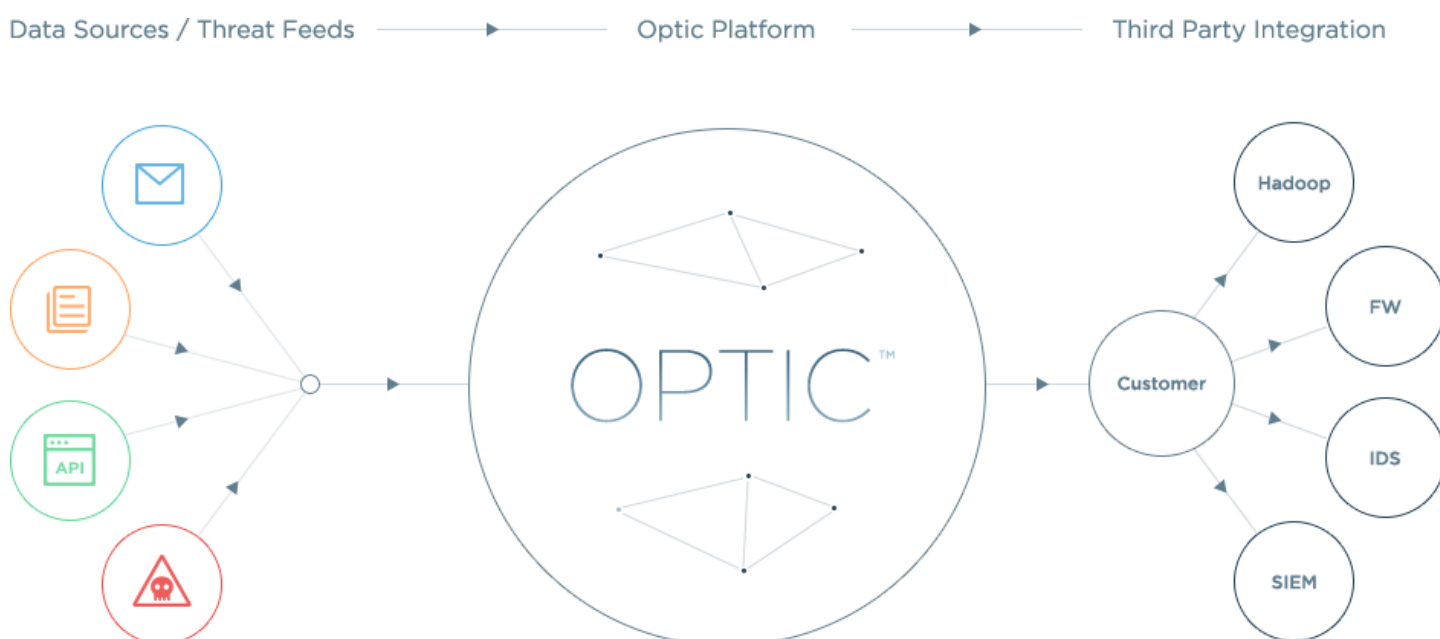 Data Sources / Threat Feeds
Optic Platform
Third Party Integration
Hadoop
FW
OPTIC™
Customer
API
IDS
SIEM